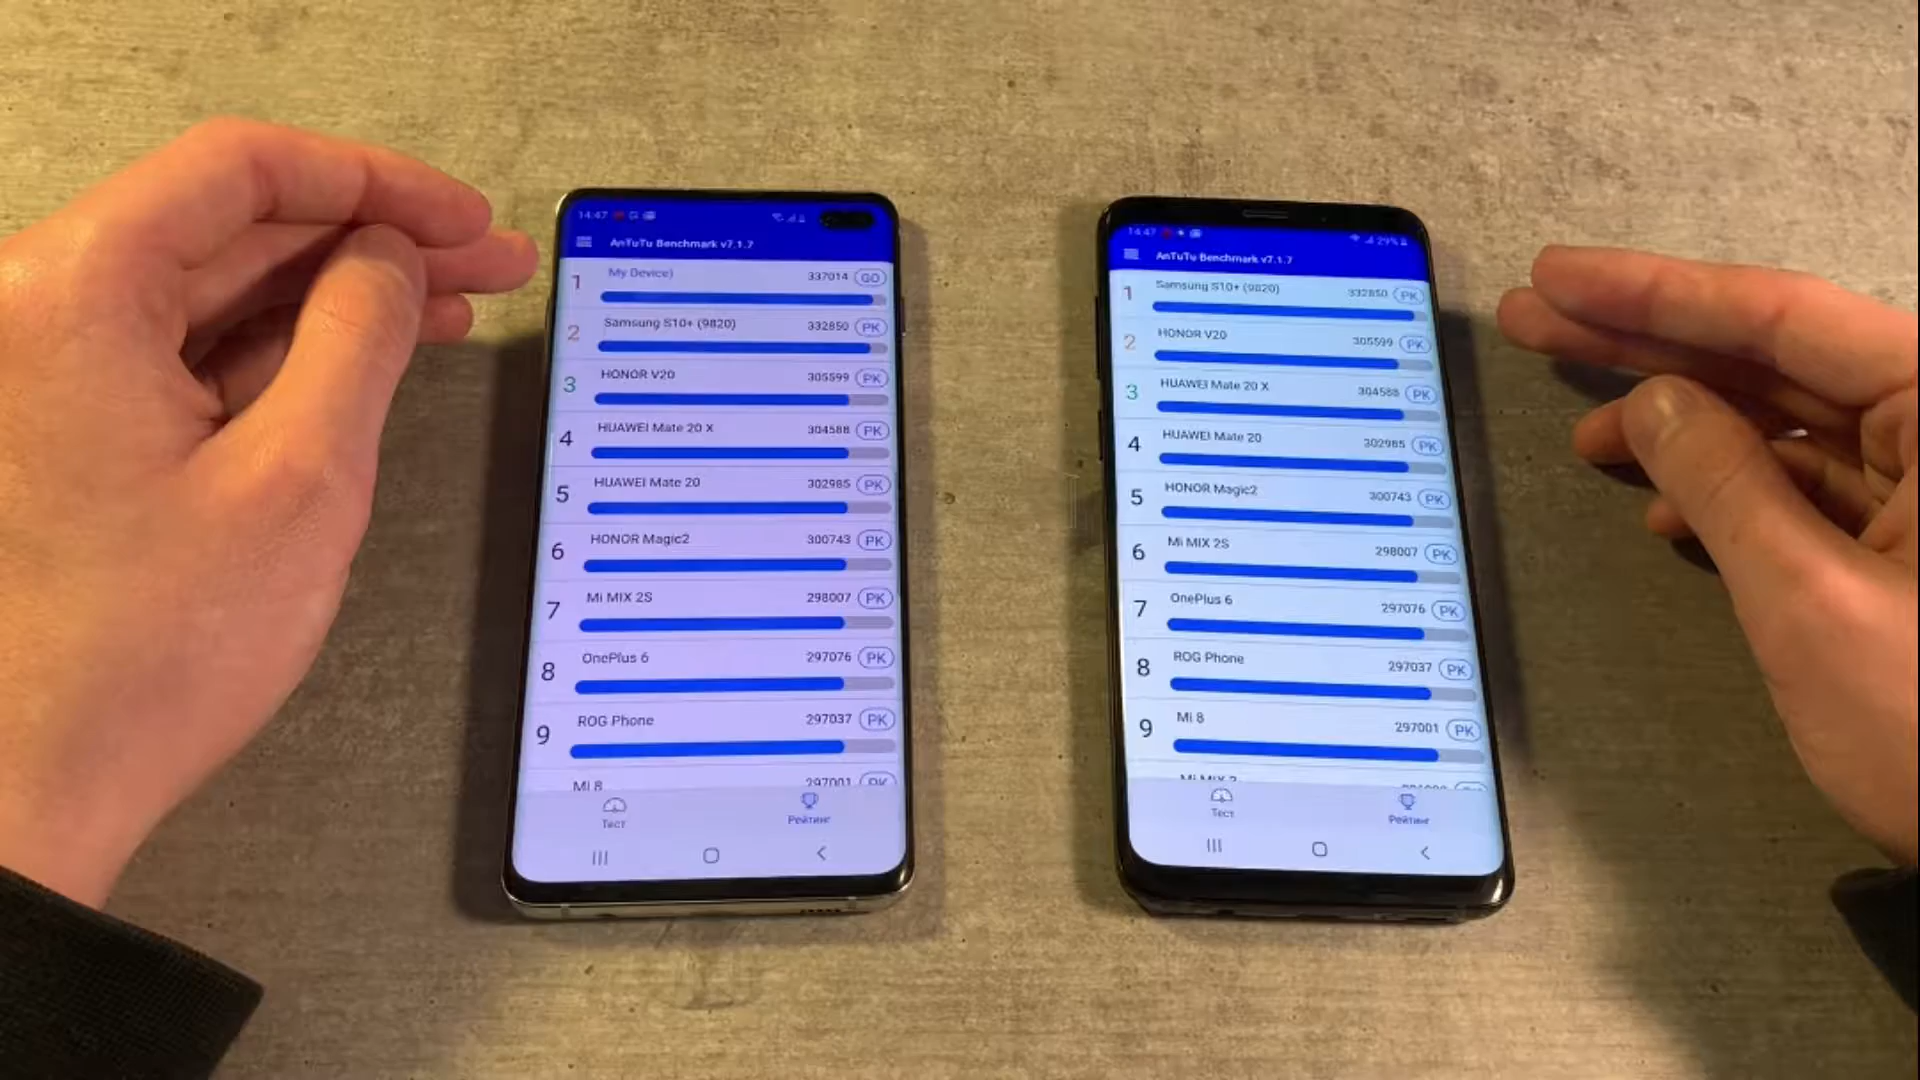 14:47
AnTuTu Benchmark v7.1.7
1 My Device) 337014 GO
2 Samsung S10+ (9820) 332850 PK
3 HONOR V20 305599 PK
4 HUAWEI Mate 20 X 304588 PK
5 HUAWEI Mate 20 302985 PK
6 HONOR Magic2 300743 PK
7 Mi MIX 2S 298007 PK
8 OnePlus 6 297076 PK
9 ROG Phone 297037 PK
Mi 8 297001 PK
Тест Рейтинг
14:47 29%
AnTuTu Benchmark v7.1.7
1 Samsung S10+ (9820) 332850 PK
2 HONOR V20 305599 PK
3 HUAWEI Mate 20 X 304588 PK
4 HUAWEI Mate 20 302985 PK
5 HONOR Magic2 300743 PK
6 Mi MIX 2S 298007 PK
7 OnePlus 6 297076 PK
8 ROG Phone 297037 PK
9 Mi 8 297001 PK
Mi MIX
Тест Рейтинг